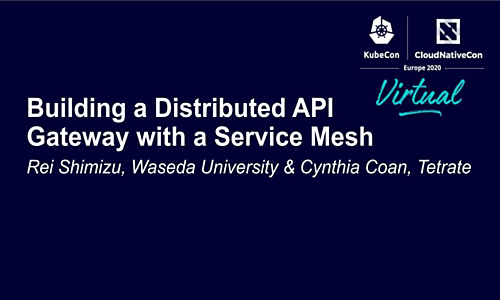 KubeCon
CloudNativeCon
Europe 2020
Virtual
Building a Distributed API
Gateway with a Service Mesh
Rei Shimizu, Waseda University & Cynthia Coan, Tetrate